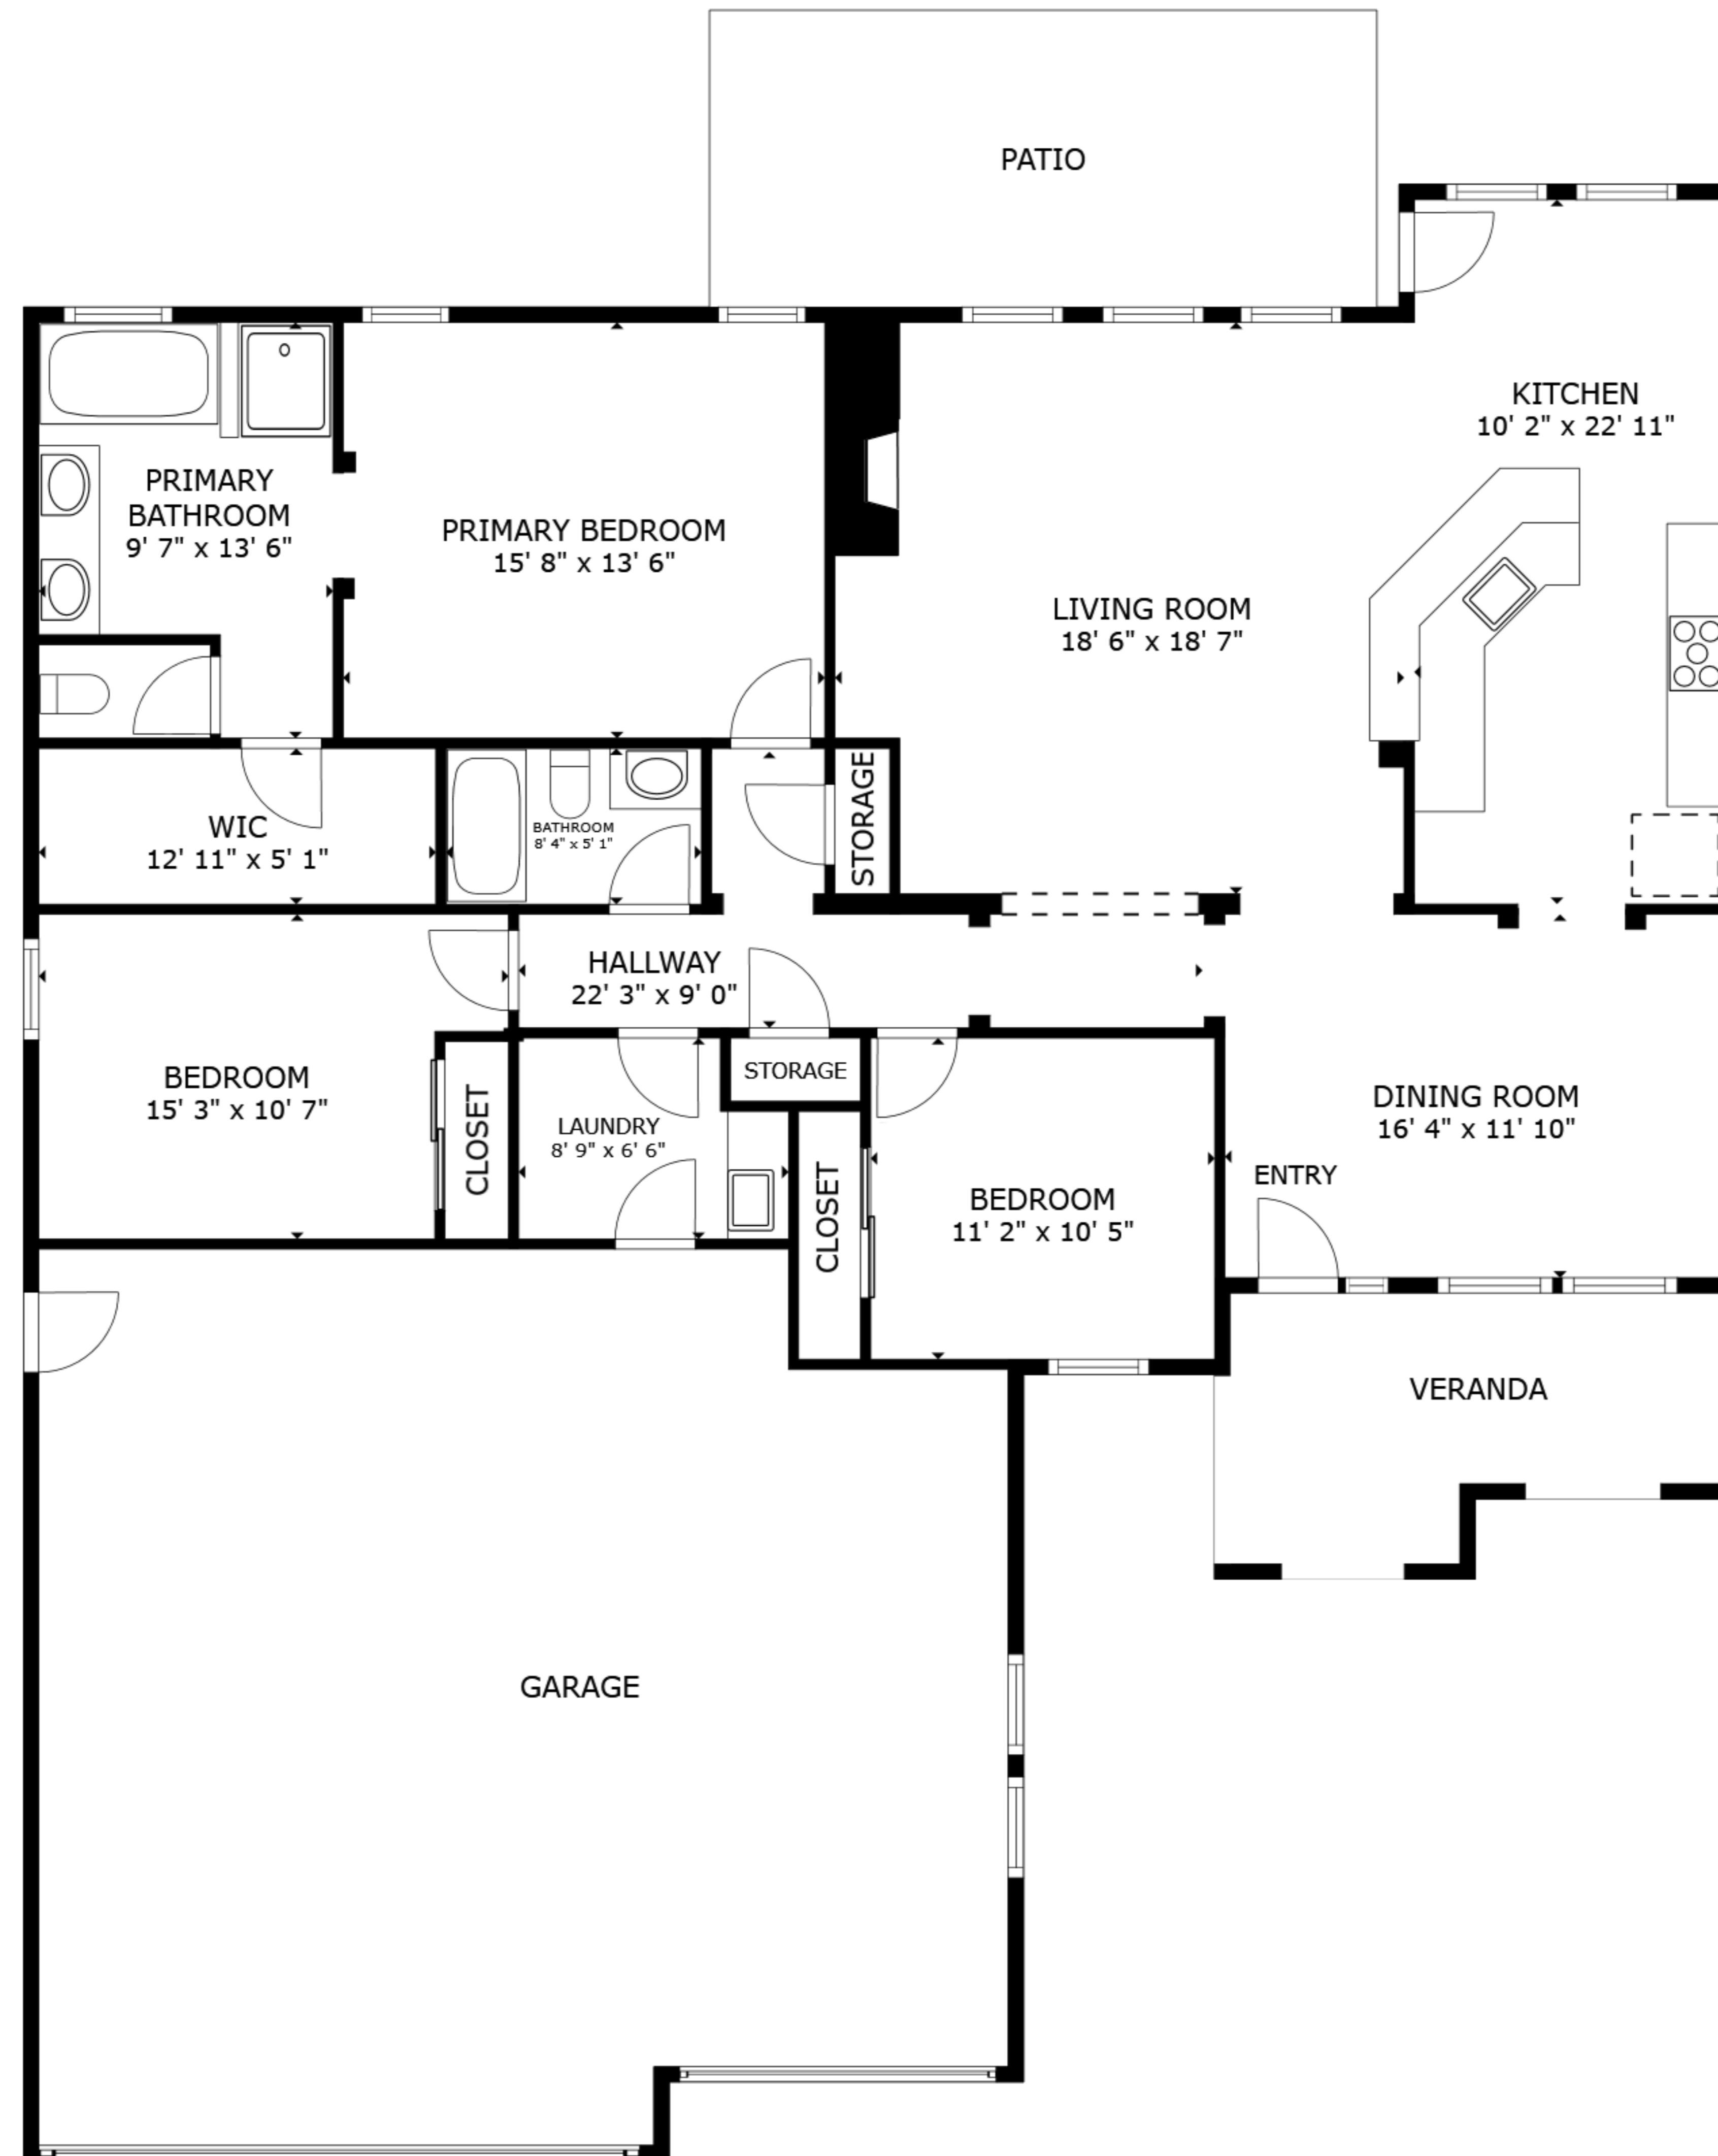 PATIO
KITCHEN
10' 2" x 22' 11"
PRIMARY
BATHROOM
9' 7" x 13' 6"
PRIMARY BEDROOM
15' 8" x 13' 6"
LIVING ROOM
18' 6" x 18' 7"
WIC
12' 11" x 5' 1"
BATHROOM
8' 4" x 5' 1"
STORAGE
HALLWAY
22' 3" x 9' 0"
BEDROOM
15' 3" x 10' 7"
CLOSET
LAUNDRY
8' 9" x 6' 6"
STORAGE
CLOSET
BEDROOM
11' 2" x 10' 5"
DINING ROOM
16' 4" x 11' 10"
ENTRY
VERANDA
GARAGE